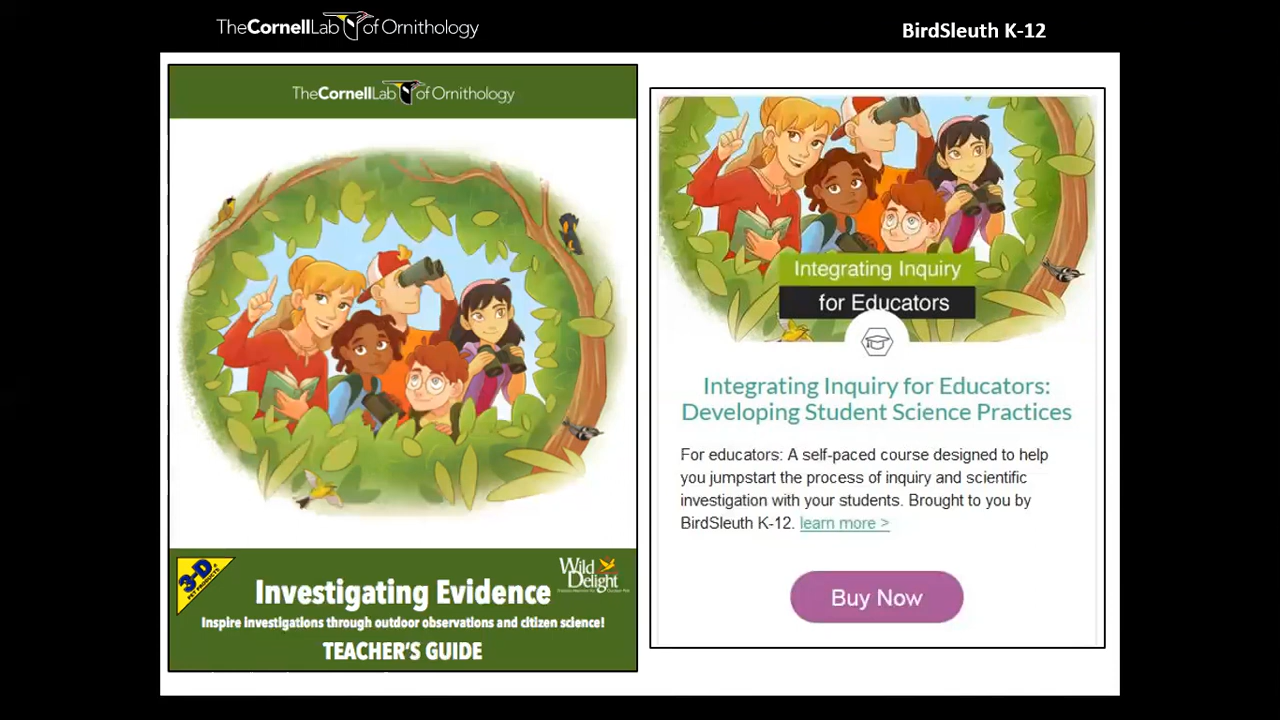 TheCornellLab of Ornithology
BirdSleuth K-12
TheCornellLab of Ornithology
3-D
PET PRODUCTS
Wild
Delight
Investigating Evidence
Inspire investigations through outdoor observations and citizen science!
TEACHER'S GUIDE
Integrating Inquiry
for Educators
Integrating Inquiry for Educators:
Developing Student Science Practices
For educators: A self-paced course designed to help
you jumpstart the process of inquiry and scientific
investigation with your students. Brought to you by
BirdSleuth K-12. learn more >
Buy Now